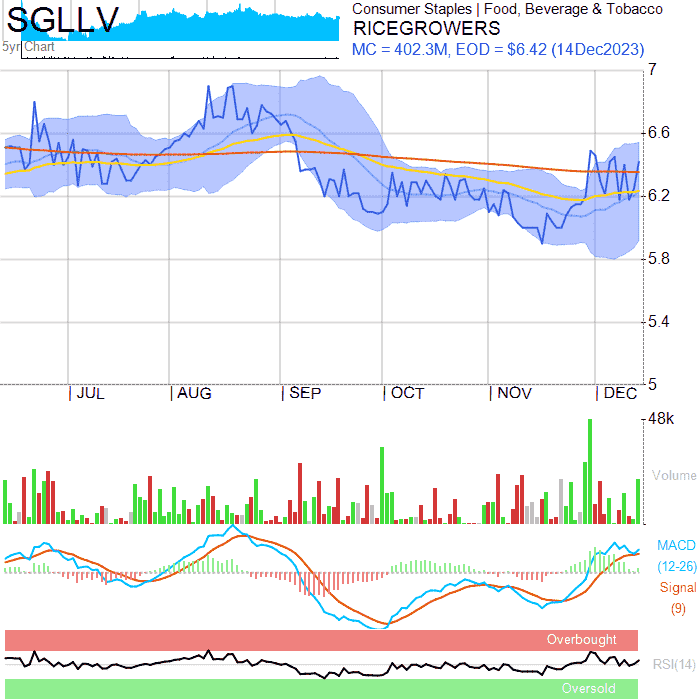 SGLLV
5yr Chart
Consumer Staples | Food, Beverage & Tobacco
RICEGROWERS
MC = 402.3M, EOD = $6.42 (14Dec2023)
7
6.6
6.2
5.8
5.4
5
JUL AUG SEP OCT NOV DEC
48k
Volume
MACD
(12-26)
Signal
(9)
Overbought
RSI(14)
Oversold